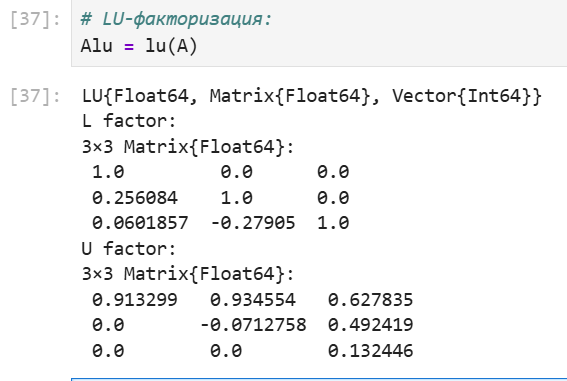 [37]: # LU-факторизация:
Alu = lu(A)
[37]: LU{Float64, Matrix{Float64}, Vector{Int64}}
L factor:
3×3 Matrix{Float64}:
 1.0         0.0      0.0
 0.256084    1.0      0.0
 0.0601857  -0.27905  1.0
U factor:
3×3 Matrix{Float64}:
 0.913299   0.934554   0.627835
 0.0       -0.0712758  0.492419
 0.0        0.0        0.132446